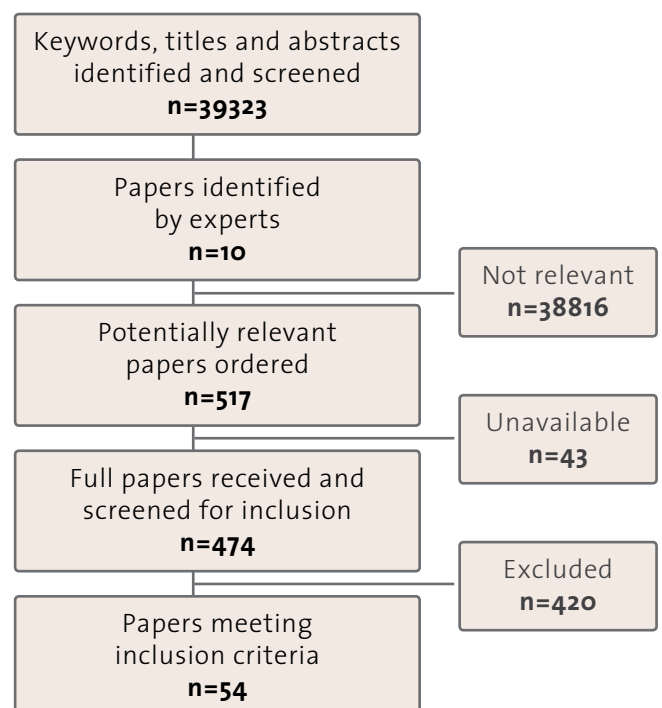 Keywords, titles and abstracts
identified and screened
n=39323
Papers identified
by experts
n=10
Not relevant
n=38816
Potentially relevant
papers ordered
n=517
Unavailable
n=43
Full papers received and
screened for inclusion
n=474
Excluded
n=420
Papers meeting
inclusion criteria
n=54